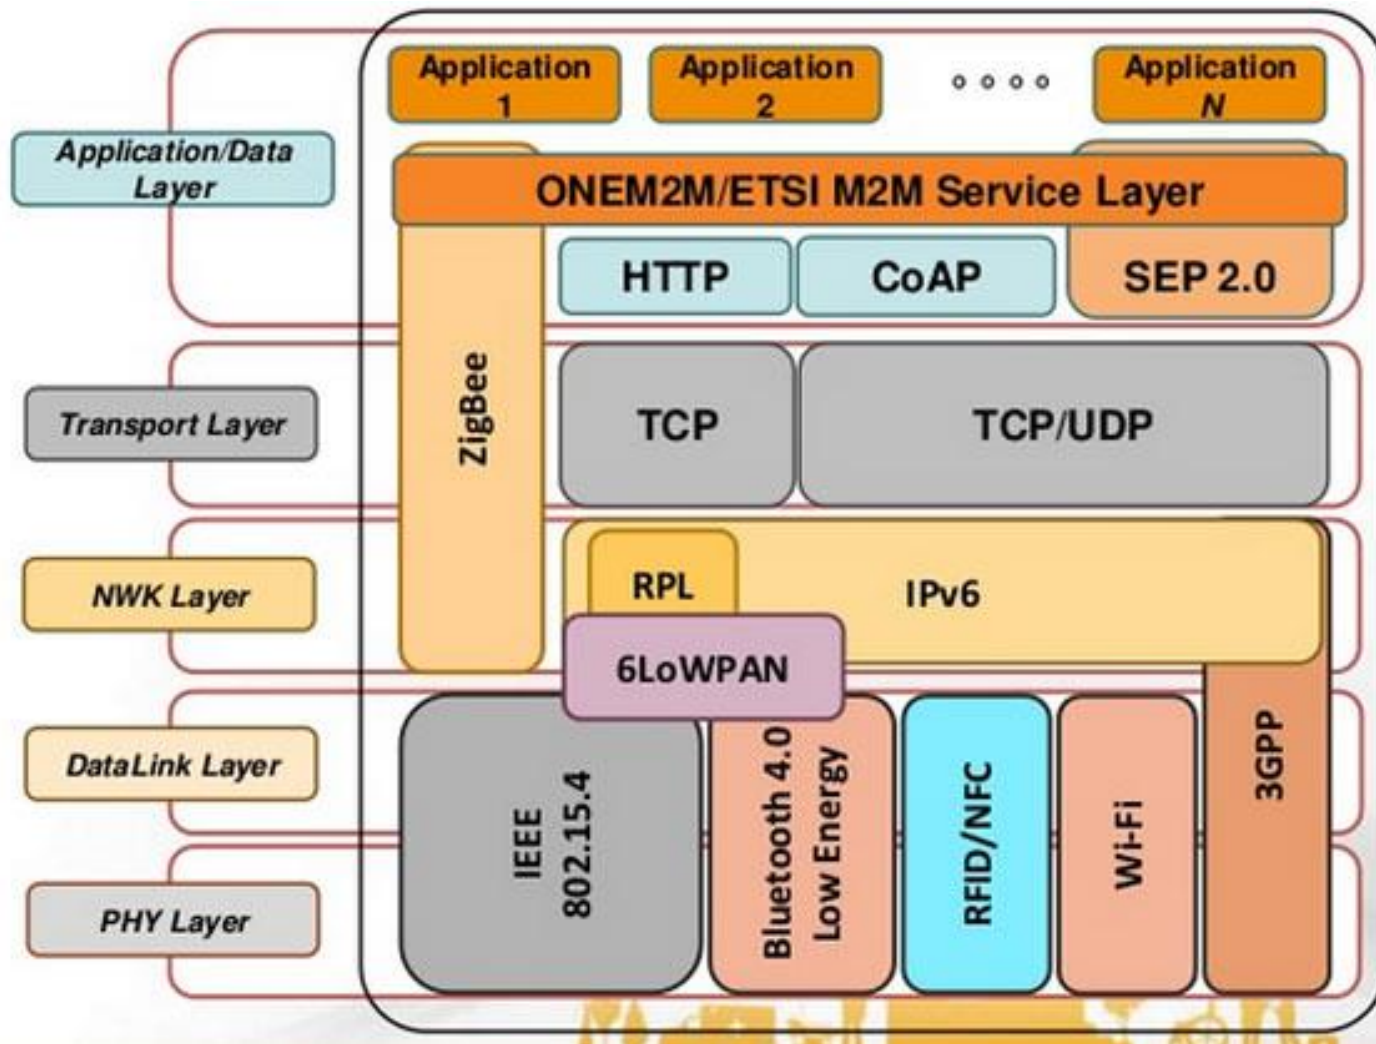 Application
1
Application
2
Application
N
Application/Data
Layer
ONEM2M/ETSI M2M Service Layer
HTTP
CoAP
SEP 2.0
ZigBee
Transport Layer
TCP
TCP/UDP
NWK Layer
RPL
IPv6
6LoWPAN
DataLink Layer
IEEE
802.15.4
Bluetooth 4.0
Low Energy
RFID/NFC
Wi-Fi
3GPP
PHY Layer